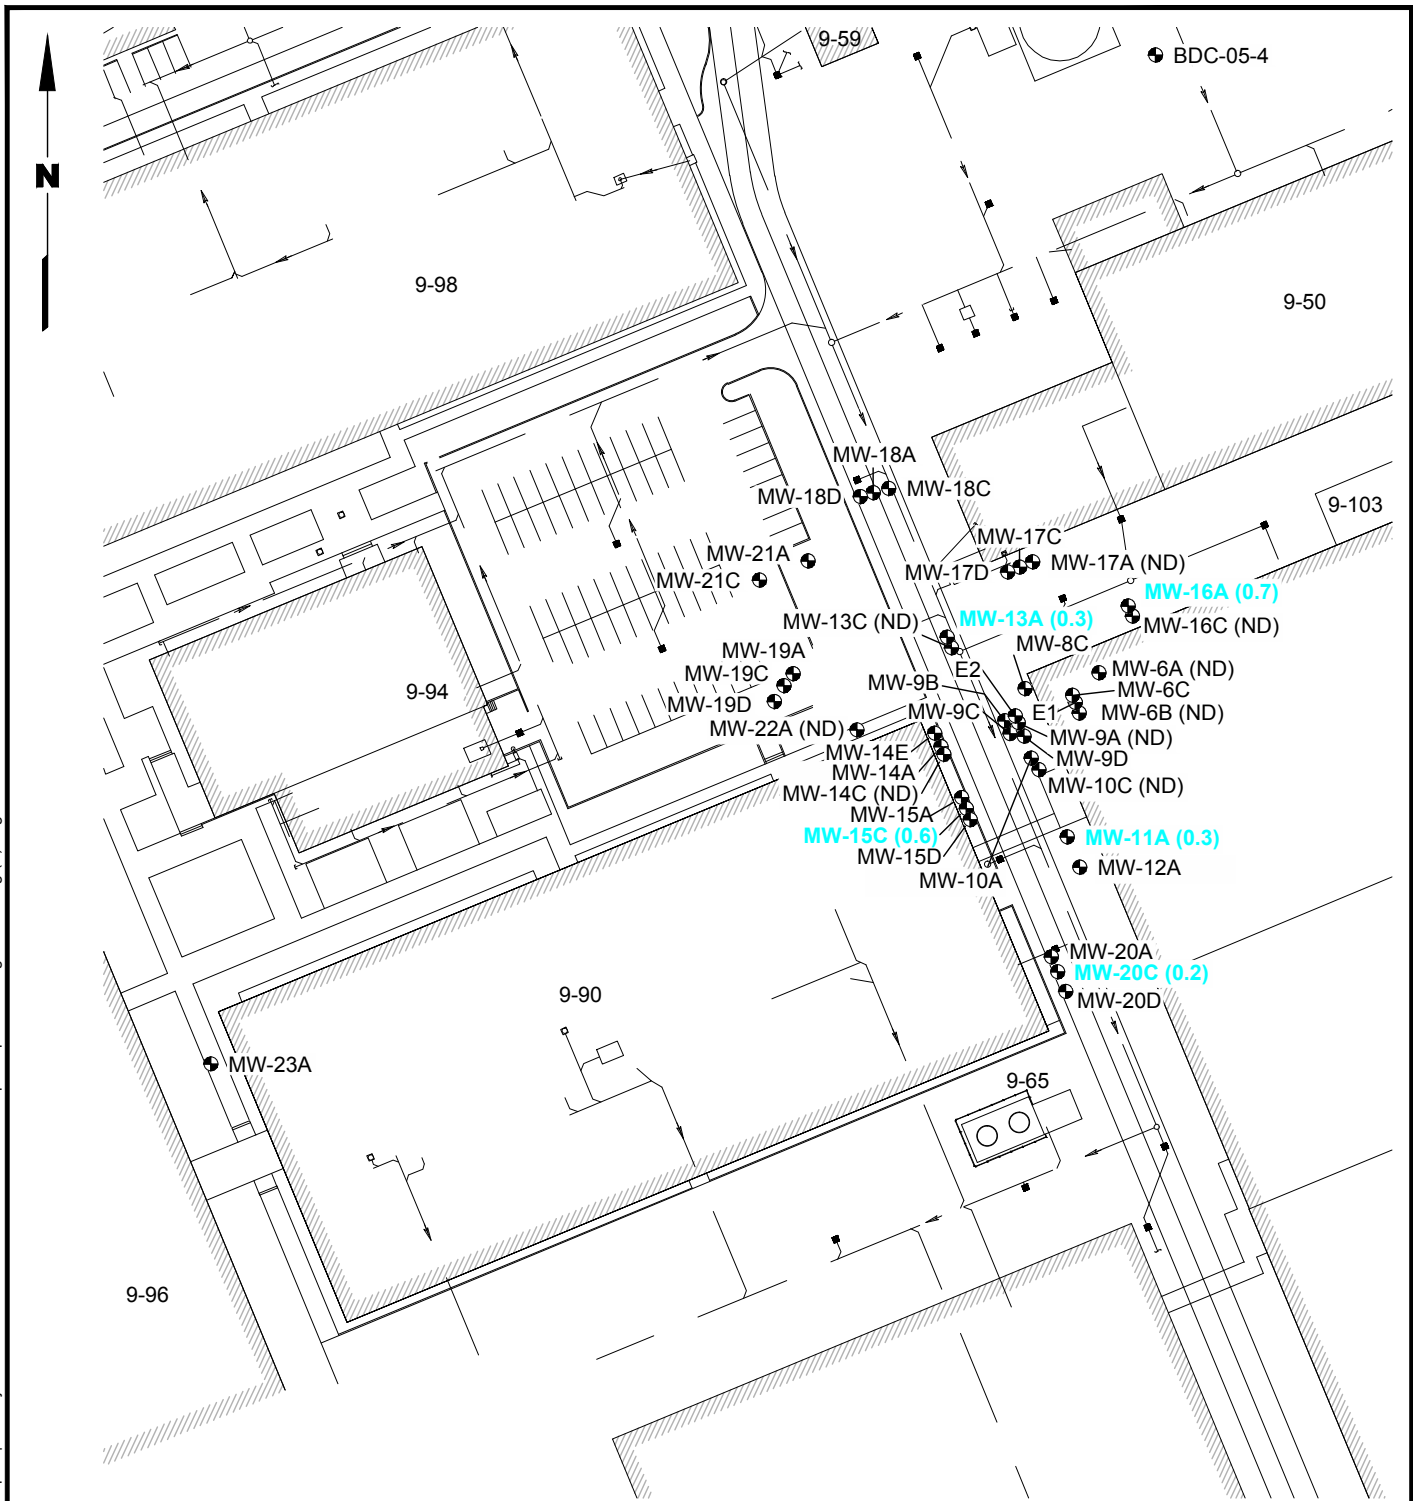 9-59
BDC-05-4
N
9-98
9-50
MW-18A
MW-18D
MW-18C
9-103
MW-17C
MW-21A
MW-17A (ND)
MW-21C
MW-17D
MW-16A (0.7)
MW-13C (ND)
MW-13A (0.3)
MW-16C (ND)
MW-8C
MW-19A
E2
MW-6A (ND)
MW-19C
MW-9B
MW-6C
9-94
MW-19D
MW-9C
E1
MW-6B (ND)
MW-22A (ND)
MW-9A (ND)
MW-14E
MW-9D
MW-14A
MW-10C (ND)
MW-14C (ND)
MW-15A
MW-15C (0.6)
MW-11A (0.3)
MW-15D
MW-12A
MW-10A
MW-20A
MW-20C (0.2)
9-90
MW-20D
MW-23A
9-65
9-96